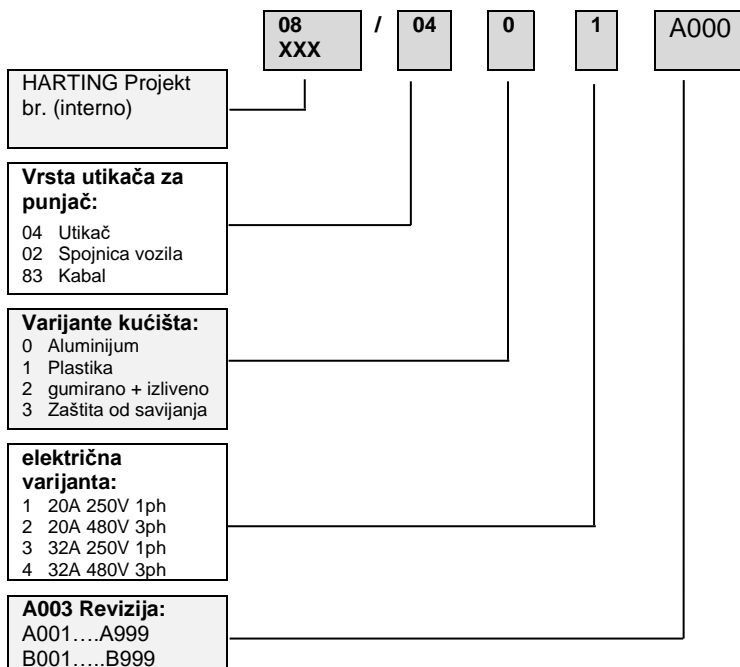 08 / 04 0 1 A000
XXX
HARTING Projekt
br. (interno)
Vrsta utikača za
punjač:
04 Utikač
02 Spojnica vozila
83 Kabal
Varijante kućišta:
0 Aluminijum
1 Plastika
2 gumirano + izliveno
3 Zaštita od savijanja
električna
varijanta:
1 20A 250V 1ph
2 20A 480V 3ph
3 32A 250V 1ph
4 32A 480V 3ph
A003 Revizija:
A001….A999
B001…..B999